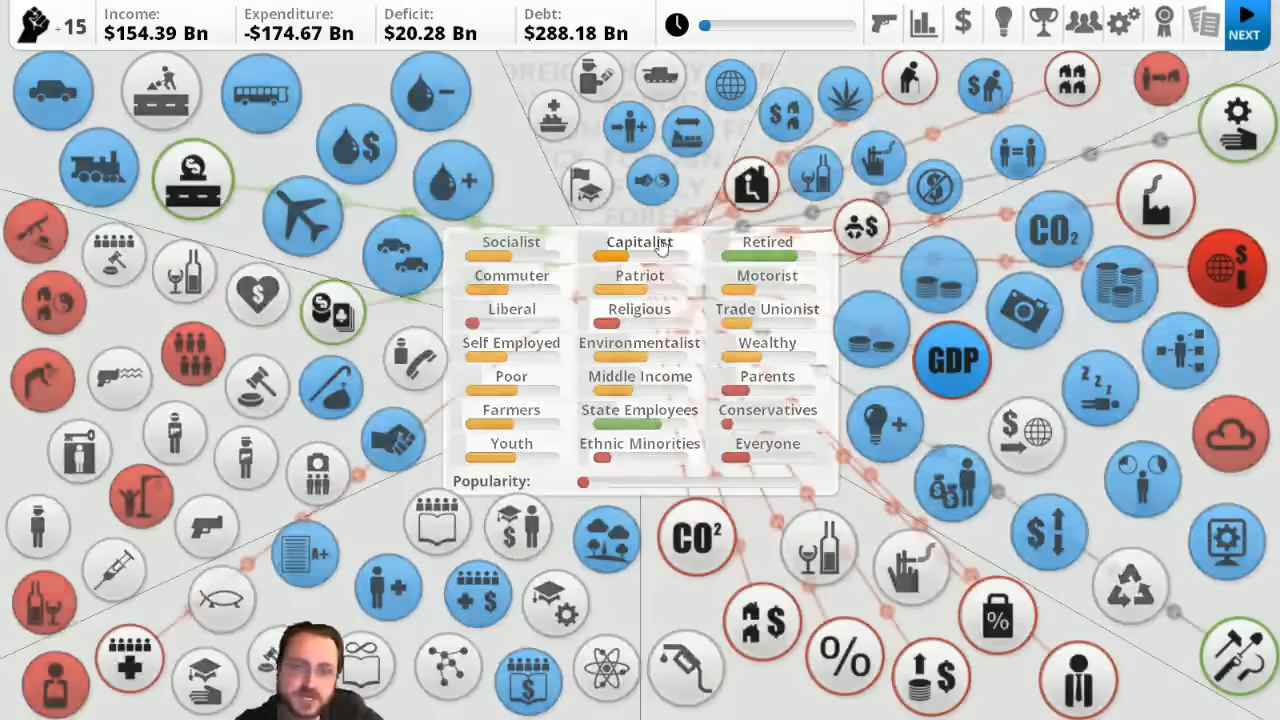 +15
Income:
$154.39 Bn
Expenditure:
-$174.67 Bn
Deficit:
$20.28 Bn
Debt:
$288.18 Bn
NEXT
FOREIGN
Socialist
Capitalist
Retired
Commuter
Patriot
Motorist
Liberal
Religious
Trade Unionist
Self Employed
Environmentalist
Wealthy
Poor
Middle Income
Parents
Farmers
State Employees
Conservatives
Youth
Ethnic Minorities
Everyone
Popularity:
CO2
GDP
z z z
A+
CO²
%
%